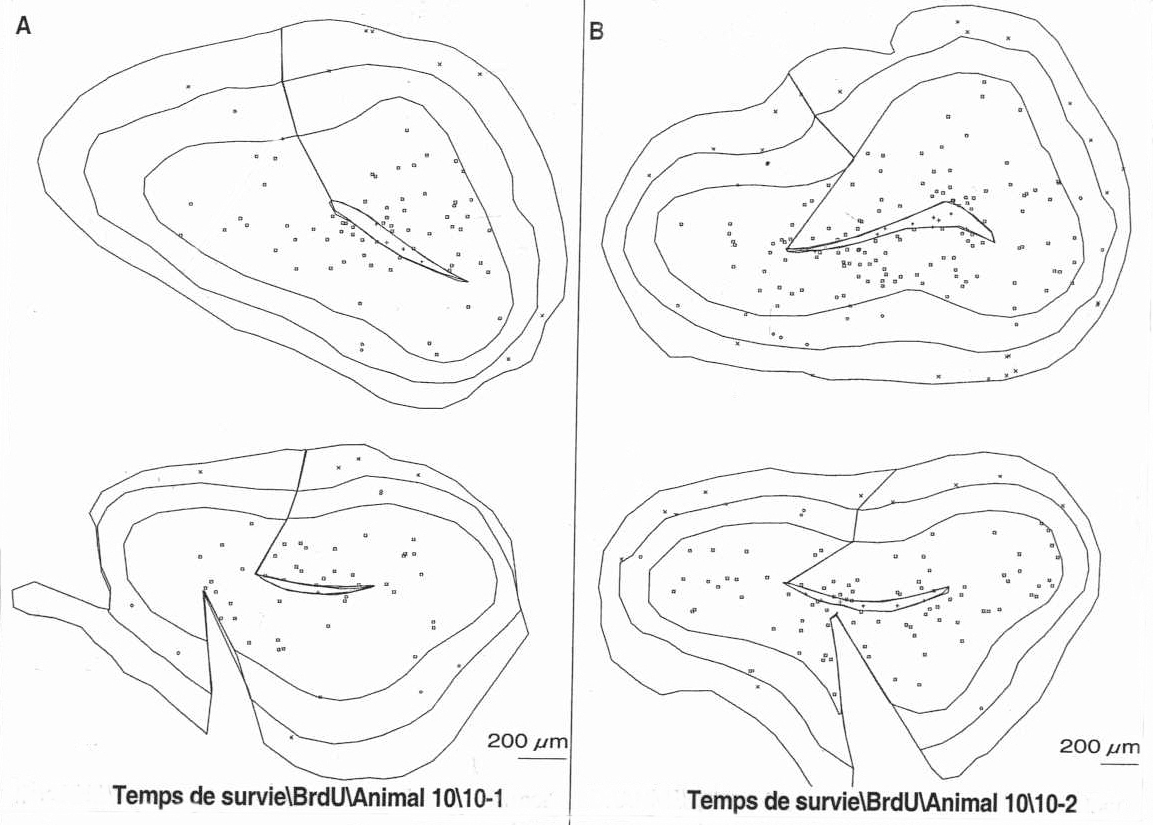 A
B
200 µm
200 µm
Temps de survie\BrdU\Animal 10\10-1
Temps de survie\BrdU\Animal 10\10-2